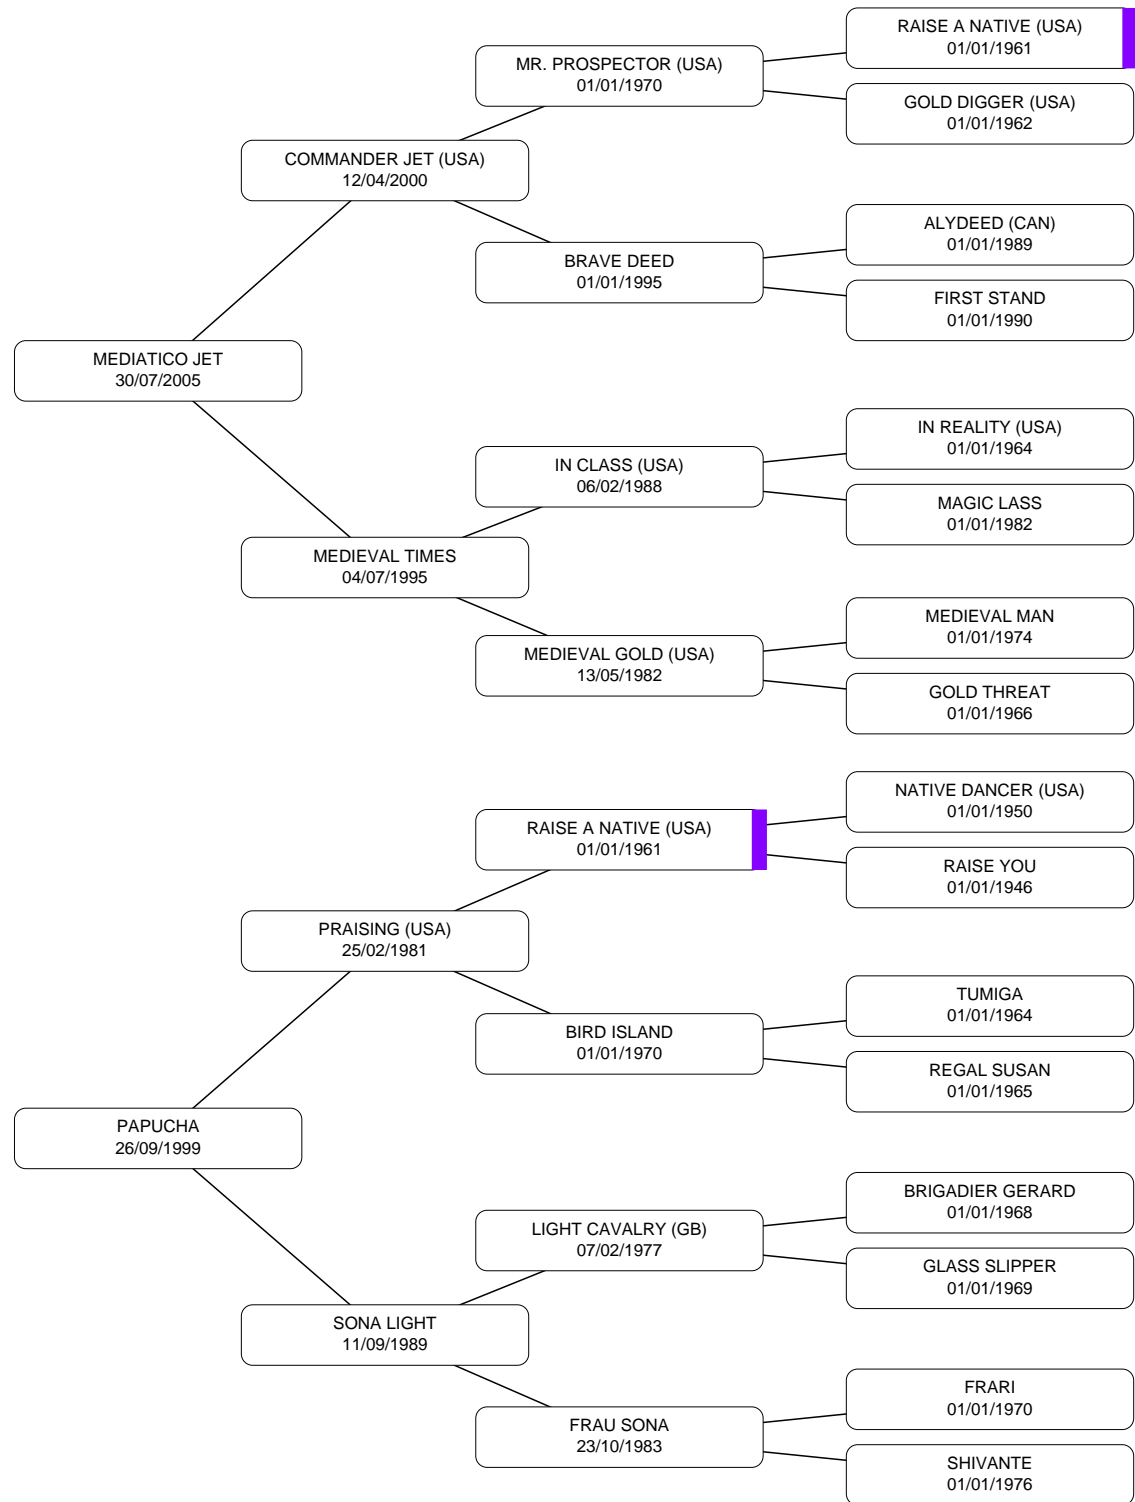 RAISE A NATIVE (USA)
01/01/1961
MR. PROSPECTOR (USA)
01/01/1970
GOLD DIGGER (USA)
01/01/1962
COMMANDER JET (USA)
12/04/2000
ALYDEED (CAN)
01/01/1989
BRAVE DEED
01/01/1995
FIRST STAND
01/01/1990
MEDIATICO JET
30/07/2005
IN REALITY (USA)
01/01/1964
IN CLASS (USA)
06/02/1988
MAGIC LASS
01/01/1982
MEDIEVAL TIMES
04/07/1995
MEDIEVAL MAN
01/01/1974
MEDIEVAL GOLD (USA)
13/05/1982
GOLD THREAT
01/01/1966
NATIVE DANCER (USA)
01/01/1950
RAISE A NATIVE (USA)
01/01/1961
RAISE YOU
01/01/1946
PRAISING (USA)
25/02/1981
TUMIGA
01/01/1964
BIRD ISLAND
01/01/1970
REGAL SUSAN
01/01/1965
PAPUCHA
26/09/1999
BRIGADIER GERARD
01/01/1968
LIGHT CAVALRY (GB)
07/02/1977
GLASS SLIPPER
01/01/1969
SONA LIGHT
11/09/1989
FRARI
01/01/1970
FRAU SONA
23/10/1983
SHIVANTE
01/01/1976